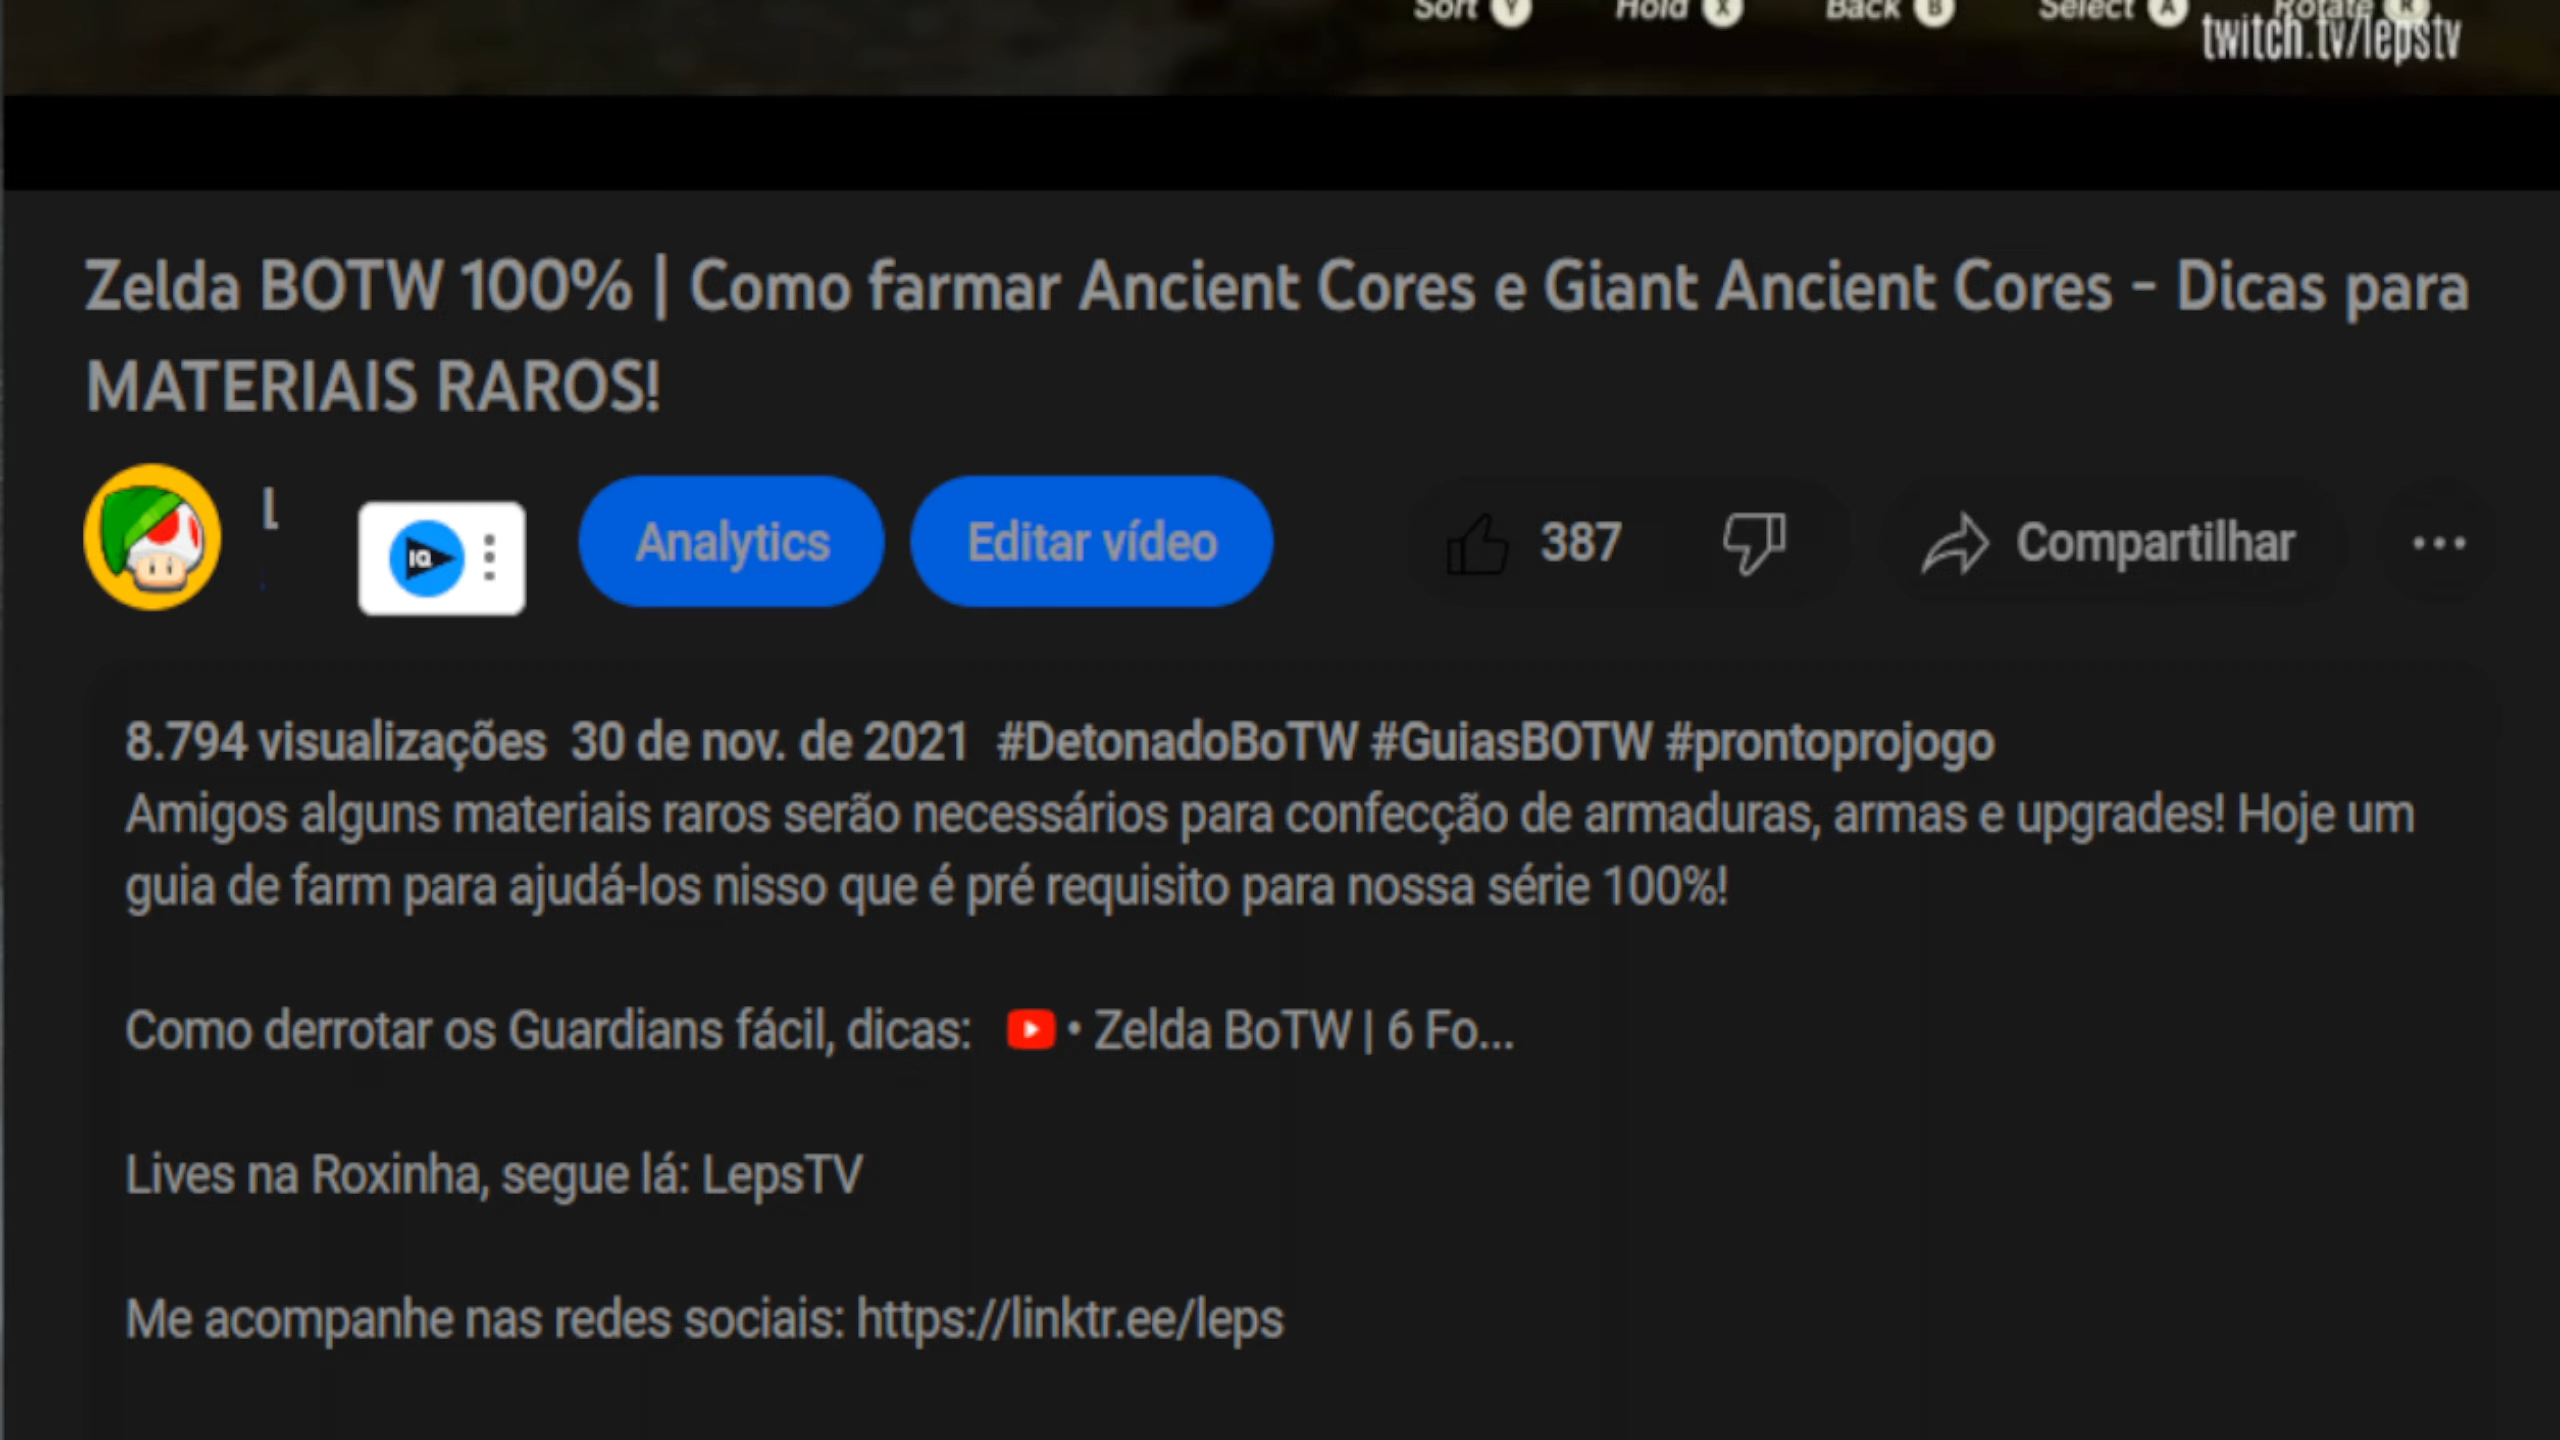 Sort Y Hold X Back B Select A Rotate R
twitch.tv/lepstv
Zelda BOTW 100% | Como farmar Ancient Cores e Giant Ancient Cores - Dicas para
MATERIAIS RAROS!
L
IQ
Analytics
Editar vídeo
387
Compartilhar
8.794 visualizações 30 de nov. de 2021 #DetonadoBoTW #GuiasBOTW #prontoprojogo
Amigos alguns materiais raros serão necessários para confecção de armaduras, armas e upgrades! Hoje um
guia de farm para ajudá-los nisso que é pré requisito para nossa série 100%!
Como derrotar os Guardians fácil, dicas: • Zelda BoTW | 6 Fo...
Lives na Roxinha, segue lá: LepsTV
Me acompanhe nas redes sociais: https://linktr.ee/leps